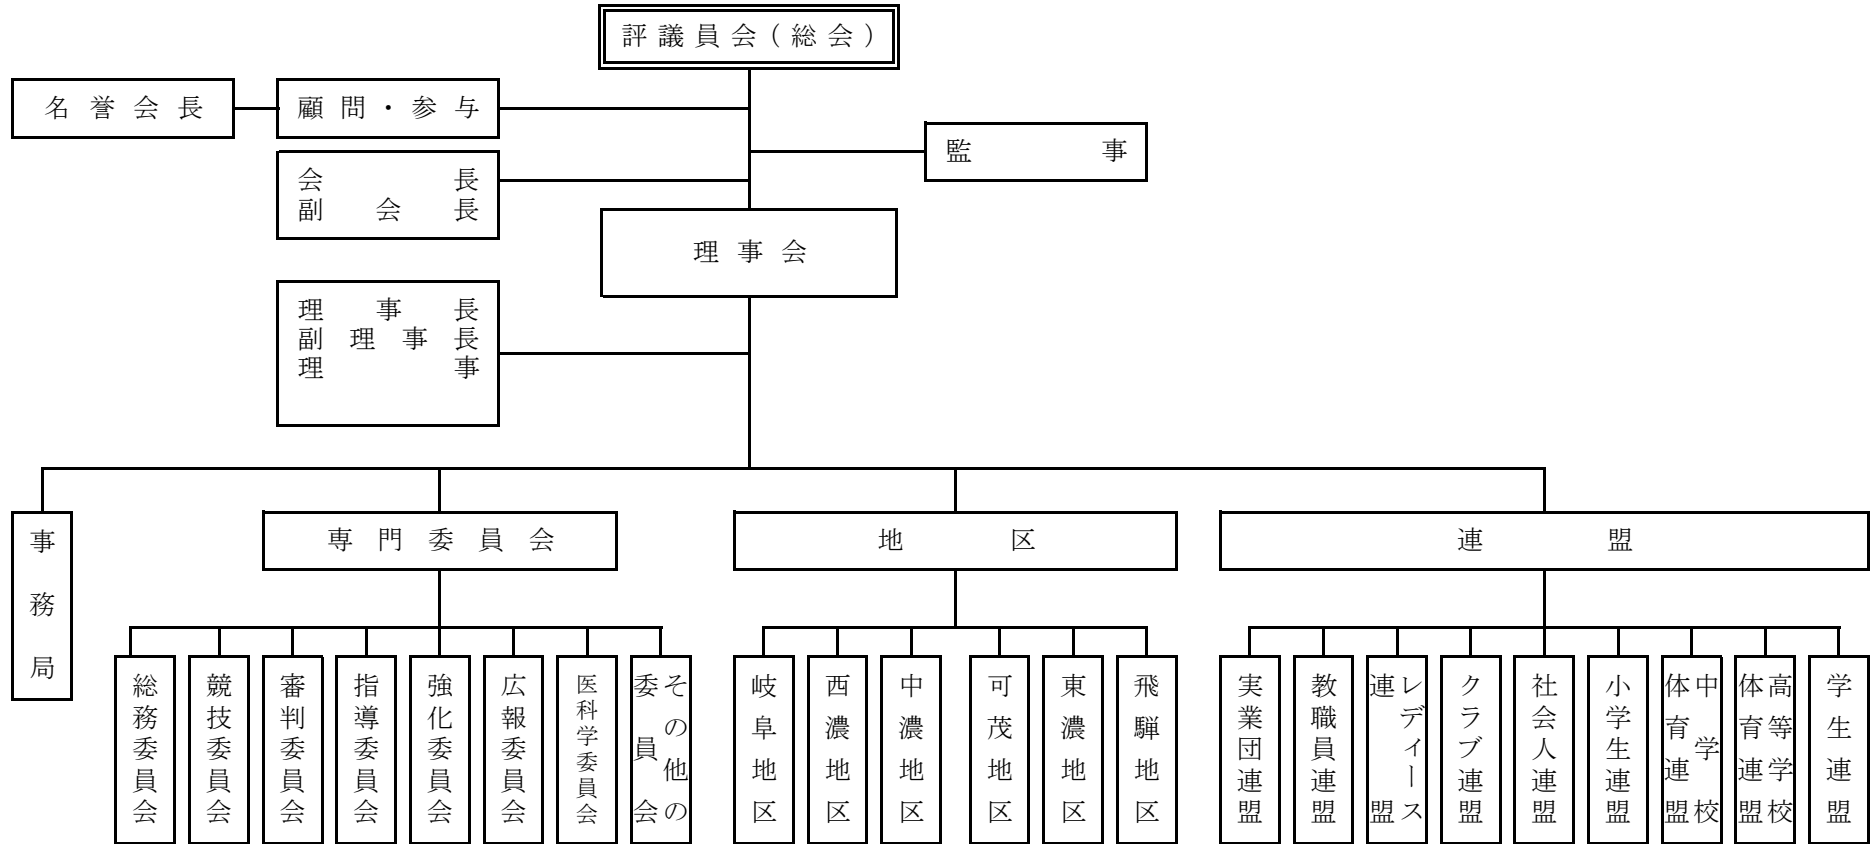 評議員会(総会)
名誉会長
顧問・参与
監事
会長
副会長
理事会
理事長
副理事長
理事
事務局
専門委員会
地区
連盟
総務委員会
競技委員会
審判委員会
指導委員会
強化委員会
広報委員会
医科学委員会
その他の
委員会
岐阜地区
西濃地区
中濃地区
可茂地区
東濃地区
飛騨地区
実業団連盟
教職員連盟
レディース
連盟
クラブ連盟
社会人連盟
小学生連盟
中学校
体育連盟
高等学校
体育連盟
学生連盟